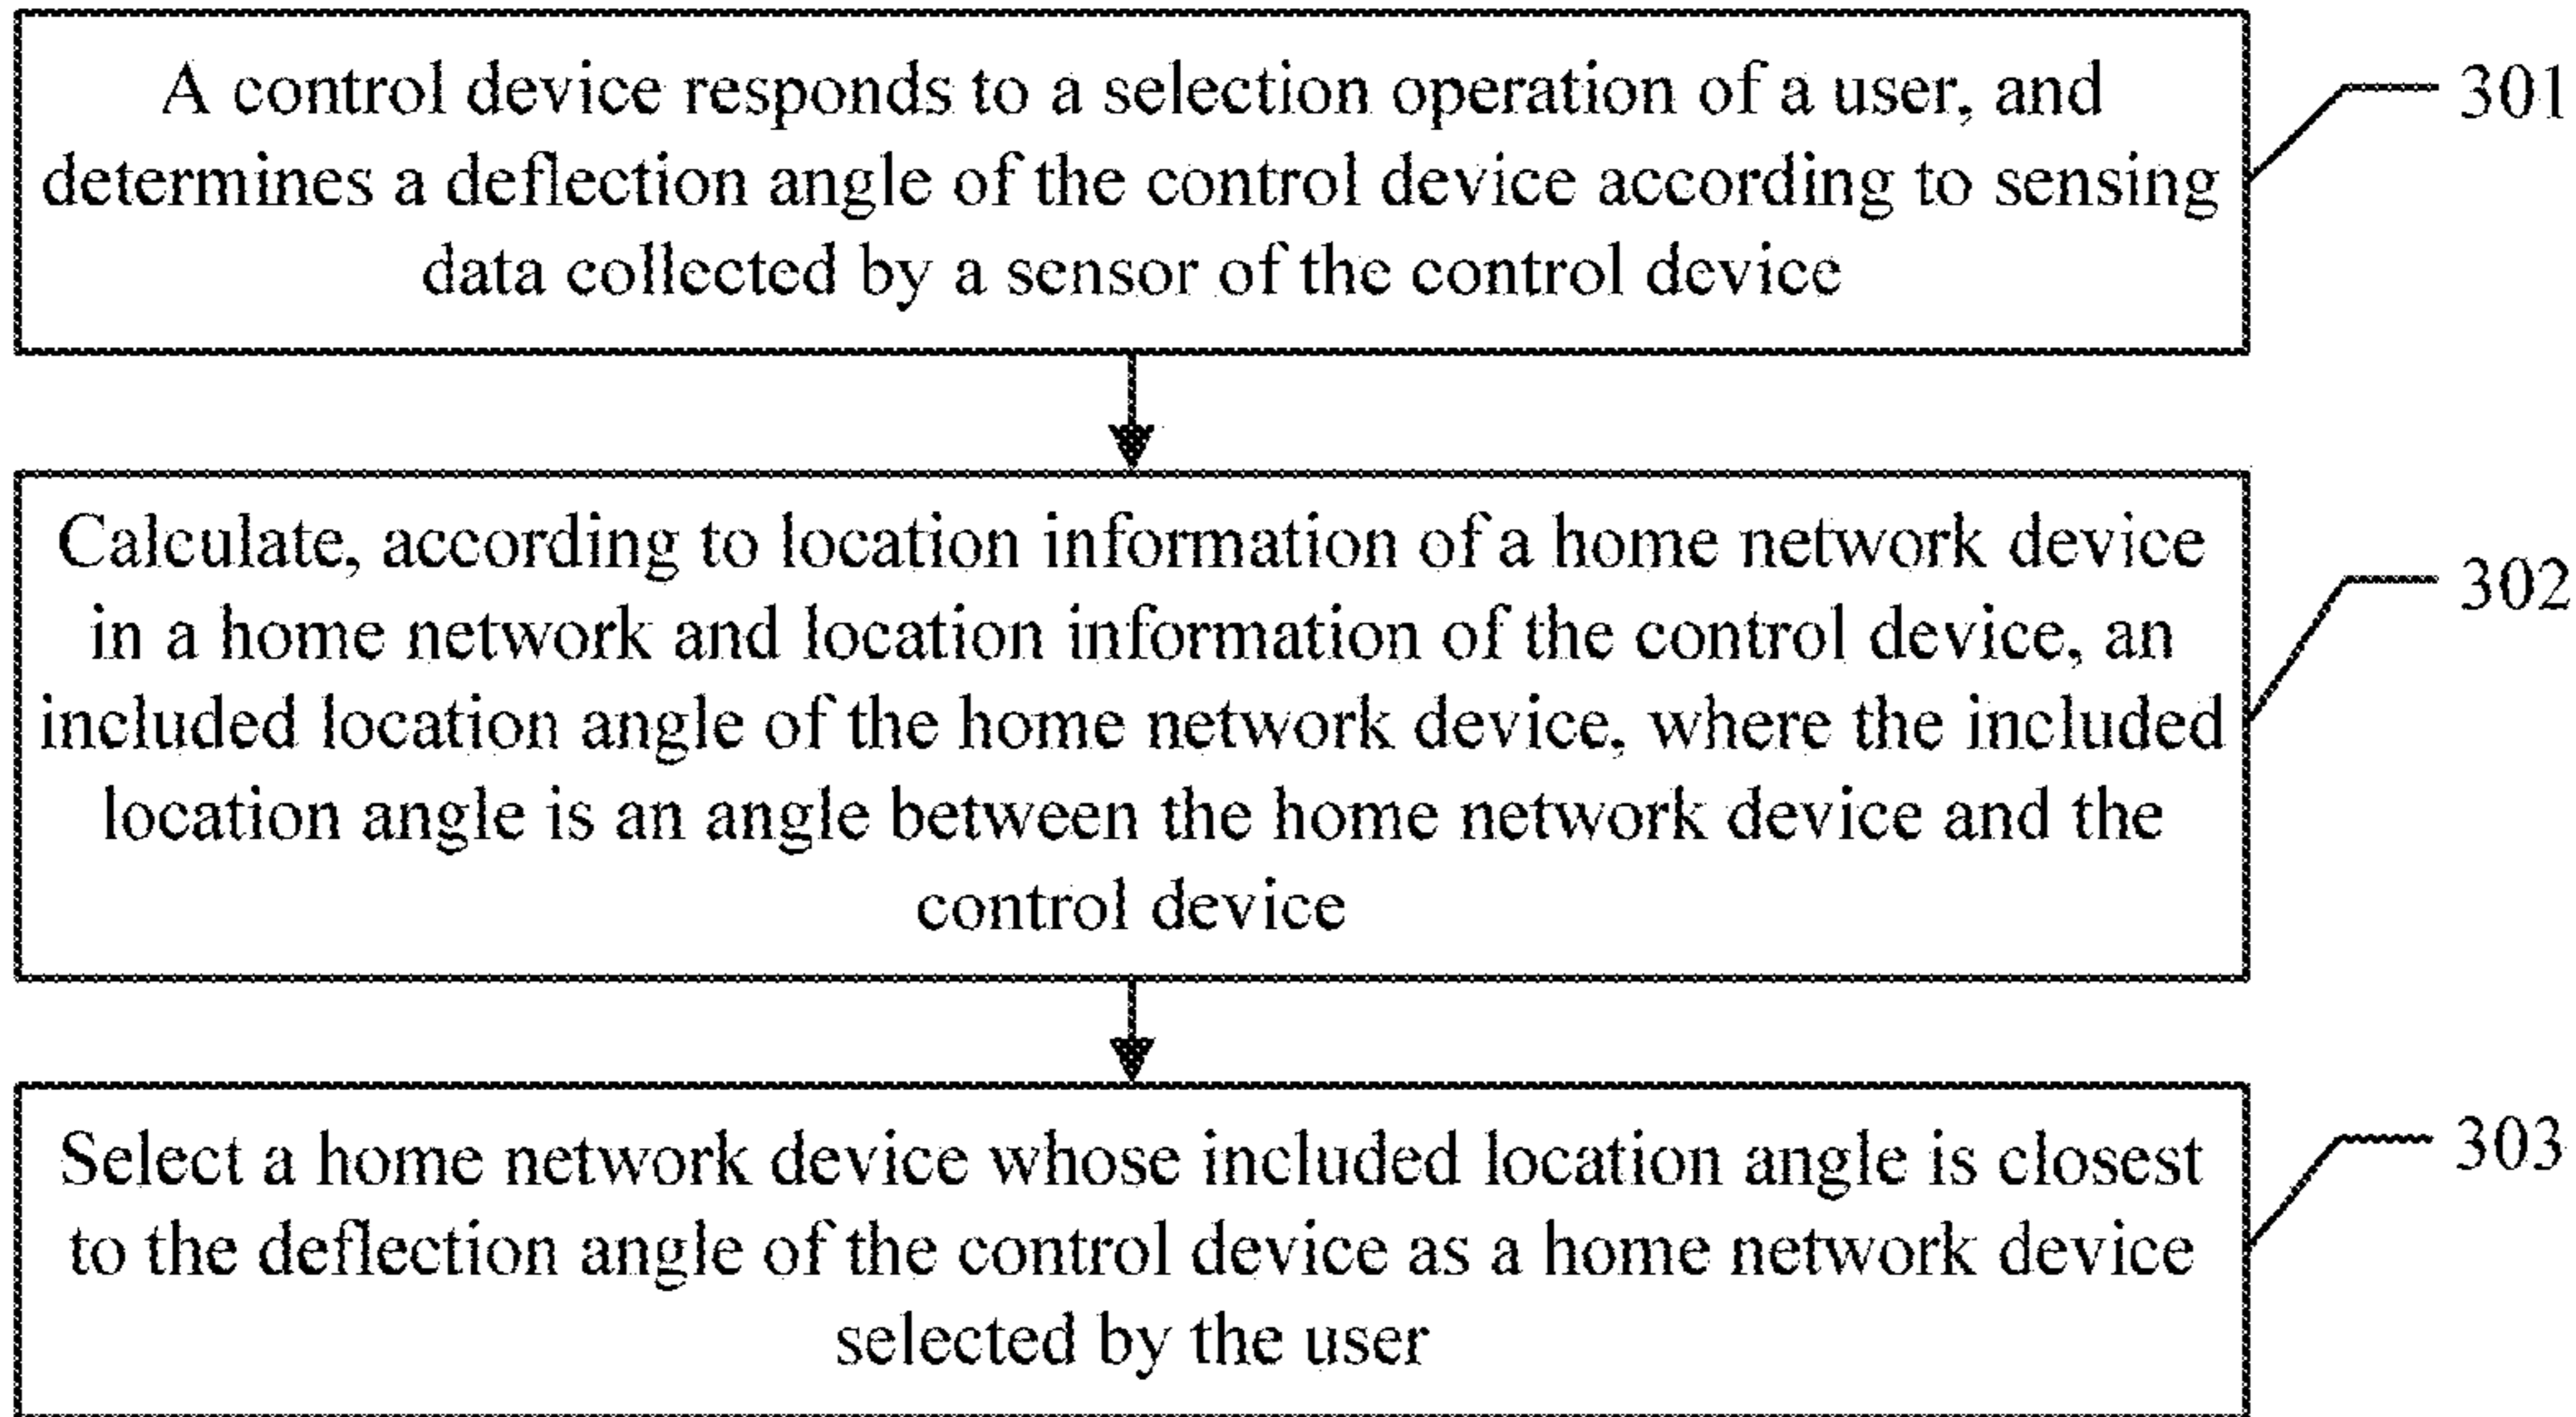 A control device responds to a selection operation of a user, and
determines a deflection angle of the control device according to sensing
data collected by a sensor of the control device
301
Calculate, according to location information of a home network device
in a home network and location information of the control device, an
included location angle of the home network device, where the included
location angle is an angle between the home network device and the
control device
302
Select a home network device whose included location angle is closest
to the deflection angle of the control device as a home network device
selected by the user
303